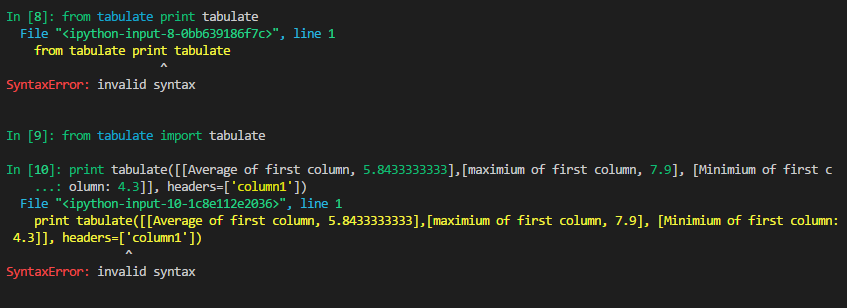 In [8]: from tabulate print tabulate
File "<ipython-input-8-0bb639186f7c>", line 1
from tabulate print tabulate
^
SyntaxError: invalid syntax
In [9]: from tabulate import tabulate
In [10]: print tabulate([[Average of first column, 5.8433333333],[maximium of first column, 7.9], [Minimium of first c
...: olumn: 4.3]], headers=['column1'])
File "<ipython-input-10-1c8e112e2036>", line 1
print tabulate([[Average of first column, 5.8433333333],[maximium of first column, 7.9], [Minimium of first column:
4.3]], headers=['column1'])
^
SyntaxError: invalid syntax